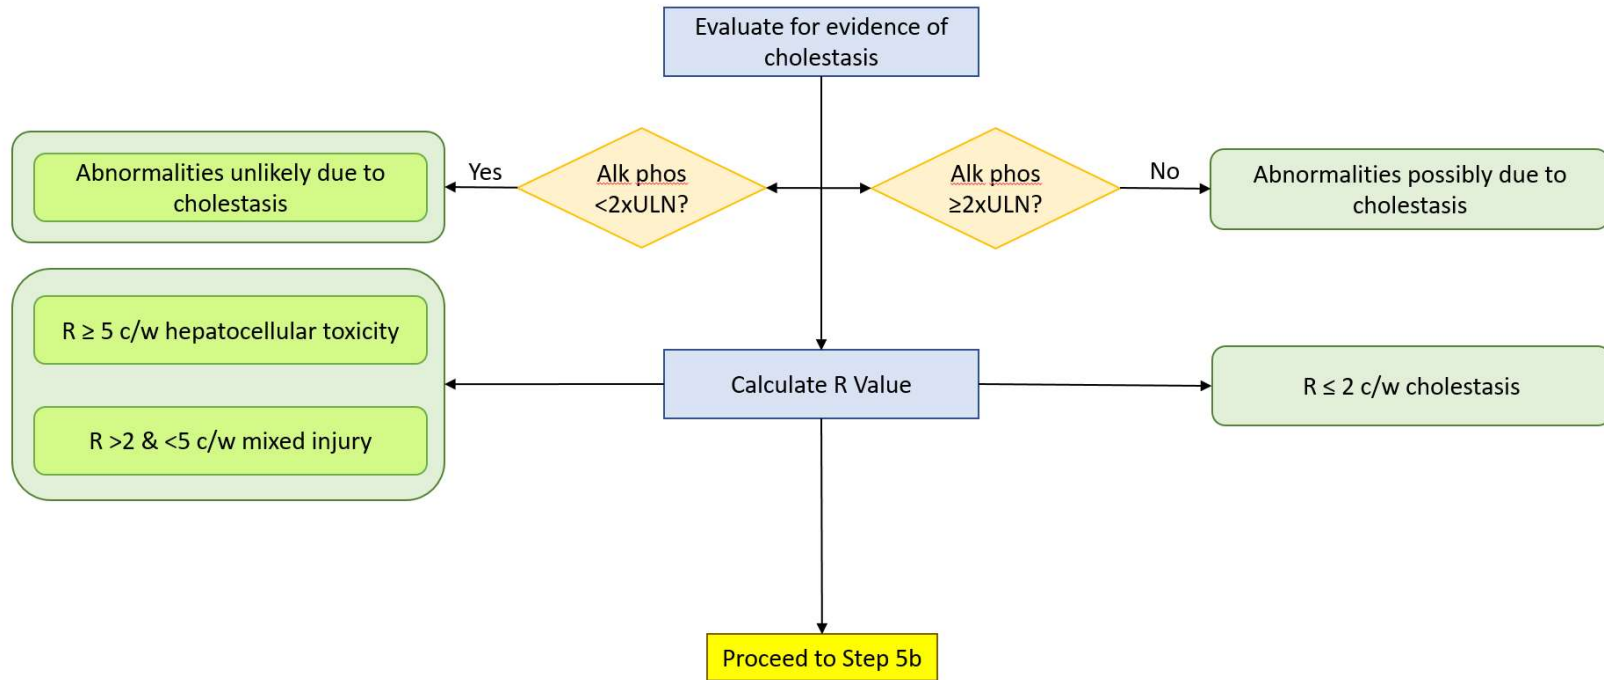 Evaluate for evidence of
cholestasis
Abnormalities unlikely due to
cholestasis
Yes
Alk phos
<2xULN?
Alk phos
≥2xULN?
No
Abnormalities possibly due to
cholestasis
R ≥ 5 c/w hepatocellular toxicity
R >2 & <5 c/w mixed injury
Calculate R Value
R ≤ 2 c/w cholestasis
Proceed to Step 5b